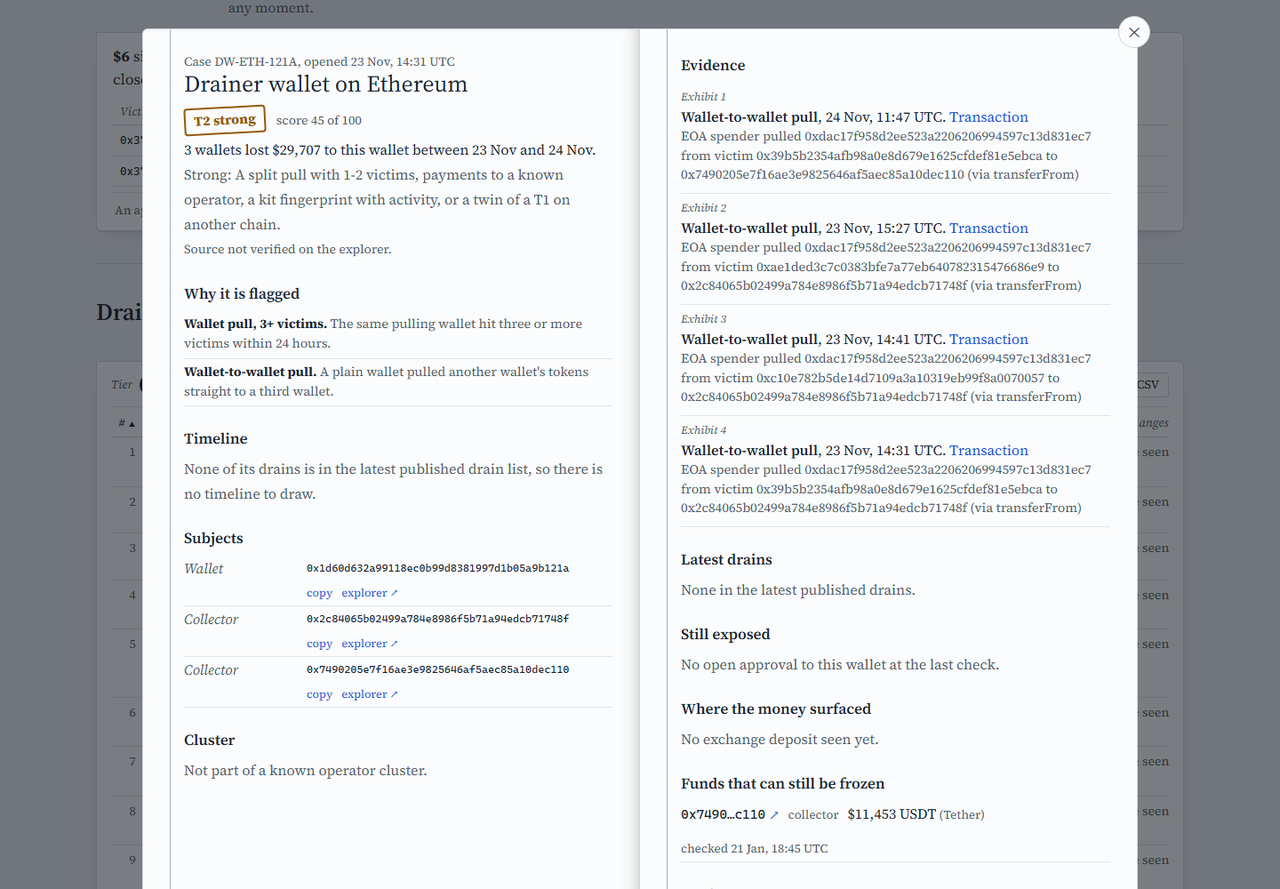 any moment.
$6 si
close
Vict
0x3
0x3
An ap
Drai
Tier
# ▲
1
2
3
4
5
6
7
8
9
Case DW-ETH-121A, opened 23 Nov, 14:31 UTC
Drainer wallet on Ethereum
T2 strong score 45 of 100
3 wallets lost $29,707 to this wallet between 23 Nov and 24 Nov.
Strong: A split pull with 1-2 victims, payments to a known
operator, a kit fingerprint with activity, or a twin of a T1 on
another chain.
Source not verified on the explorer.
Why it is flagged
Wallet pull, 3+ victims. The same pulling wallet hit three or more
victims within 24 hours.
Wallet-to-wallet pull. A plain wallet pulled another wallet's tokens
straight to a third wallet.
Timeline
None of its drains is in the latest published drain list, so there is
no timeline to draw.
Subjects
Wallet 0x1d60d632a99118ec0b99d8381997d1b05a9b121a
copy explorer ↗
Collector 0x2c84065b02499a784e8986f5b71a94edcb71748f
copy explorer ↗
Collector 0x7490205e7f16ae3e9825646af5aec85a10dec110
copy explorer ↗
Cluster
Not part of a known operator cluster.
Evidence
Exhibit 1
Wallet-to-wallet pull, 24 Nov, 11:47 UTC. Transaction
EOA spender pulled 0xdac17f958d2ee523a2206206994597c13d831ec7
from victim 0x39b5b2354afb98a0e8d679e1625cfdef81e5ebca to
0x7490205e7f16ae3e9825646af5aec85a10dec110 (via transferFrom)
Exhibit 2
Wallet-to-wallet pull, 23 Nov, 15:27 UTC. Transaction
EOA spender pulled 0xdac17f958d2ee523a2206206994597c13d831ec7
from victim 0xae1ded3c7c0383bfe7a77eb640782315476686e9 to
0x2c84065b02499a784e8986f5b71a94edcb71748f (via transferFrom)
Exhibit 3
Wallet-to-wallet pull, 23 Nov, 14:41 UTC. Transaction
EOA spender pulled 0xdac17f958d2ee523a2206206994597c13d831ec7
from victim 0xc10e782b5de14d7109a3a10319eb99f8a0070057 to
0x2c84065b02499a784e8986f5b71a94edcb71748f (via transferFrom)
Exhibit 4
Wallet-to-wallet pull, 23 Nov, 14:31 UTC. Transaction
EOA spender pulled 0xdac17f958d2ee523a2206206994597c13d831ec7
from victim 0x39b5b2354afb98a0e8d679e1625cfdef81e5ebca to
0x2c84065b02499a784e8986f5b71a94edcb71748f (via transferFrom)
Latest drains
None in the latest published drains.
Still exposed
No open approval to this wallet at the last check.
Where the money surfaced
No exchange deposit seen yet.
Funds that can still be frozen
0x7490…c110 ↗ collector $11,453 USDT (Tether)
checked 21 Jan, 18:45 UTC
CSV
anges
seen
seen
seen
seen
seen
seen
seen
seen
seen